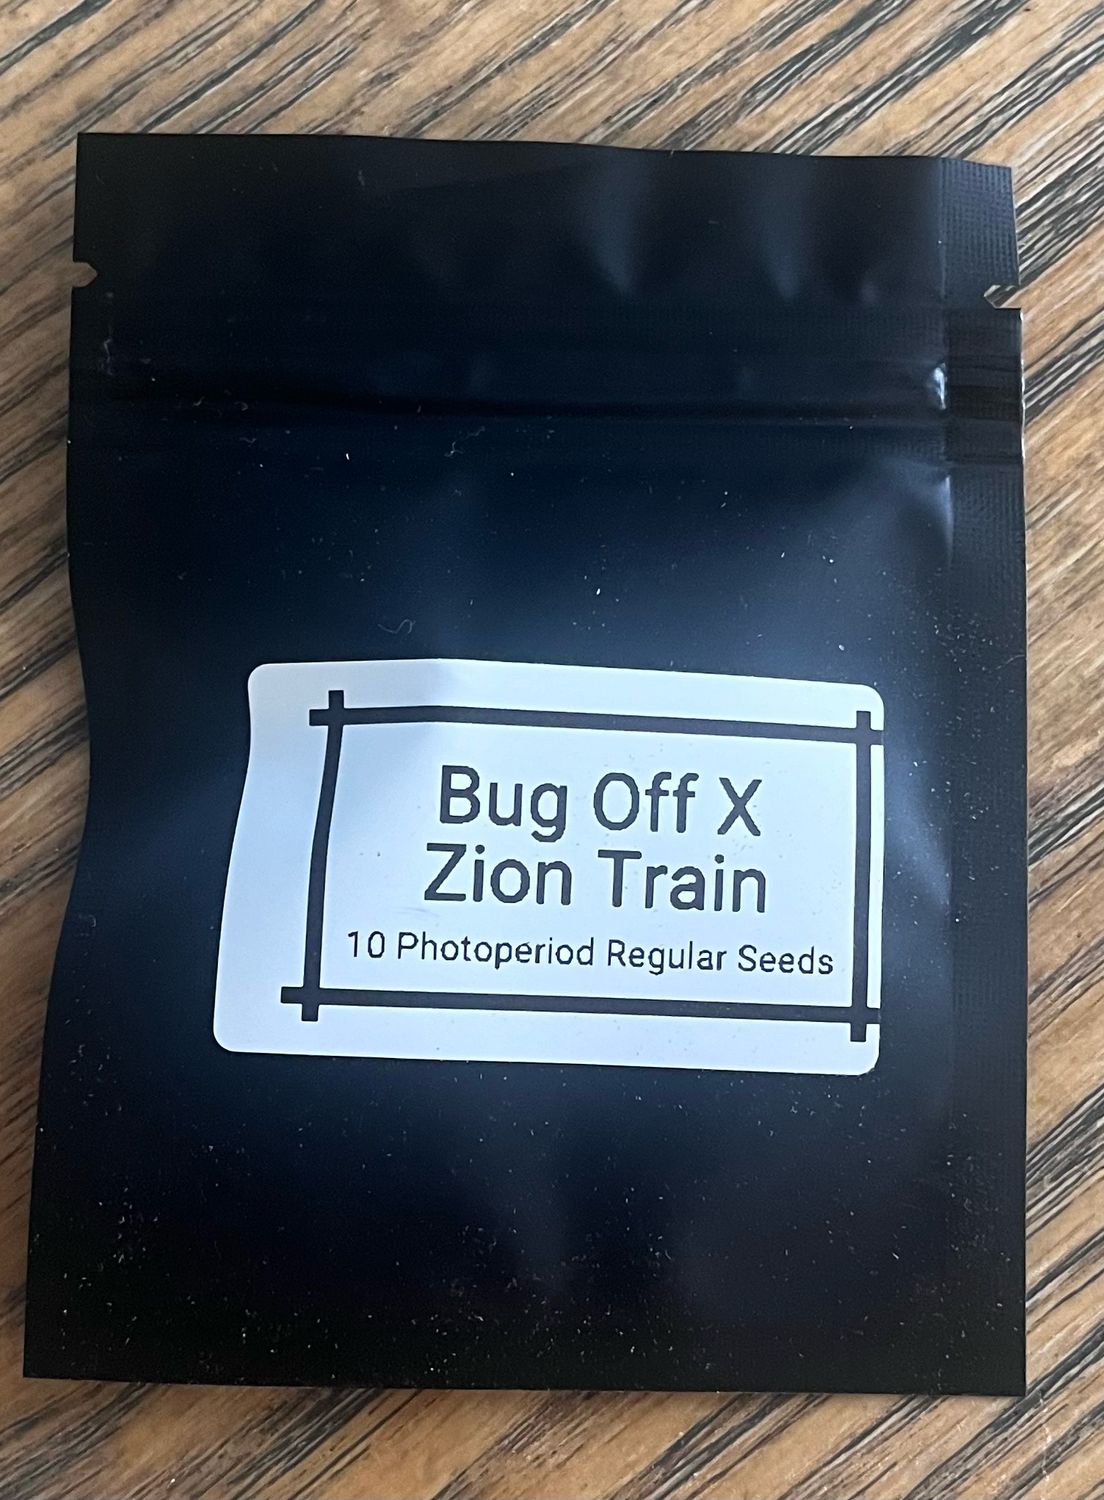 Bug Off X
Zion Train
10 Photoperiod Regular Seeds